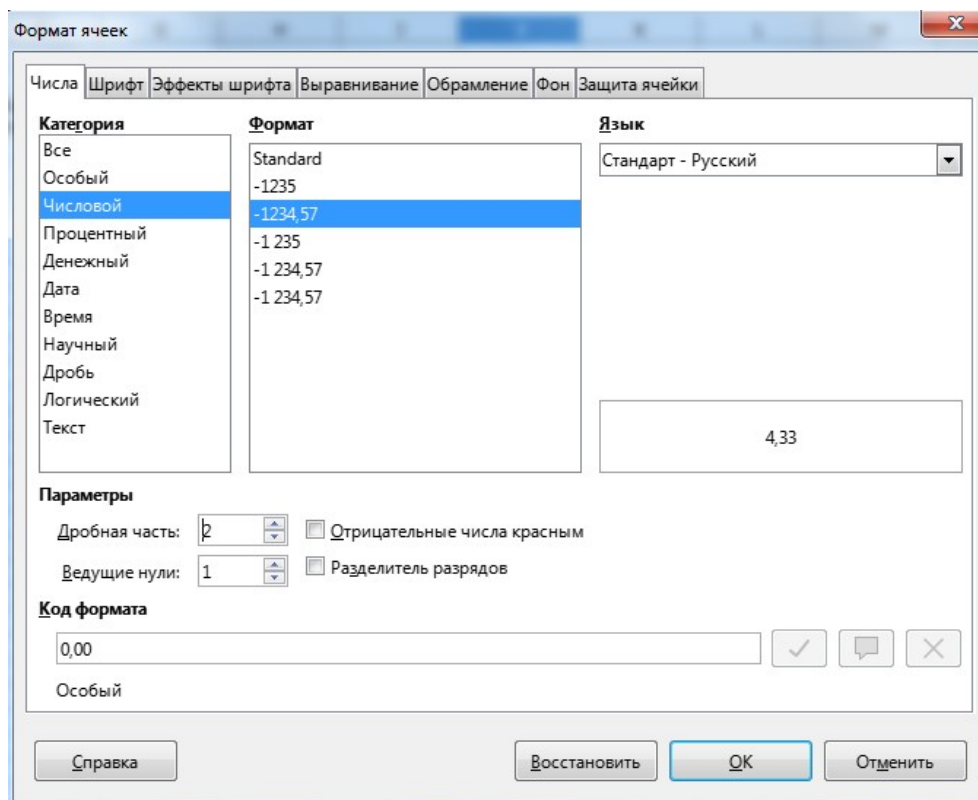 Формат ячеек
Числа Шрифт Эффекты шрифта Выравнивание Обрамление Фон Защита ячейки
Категория
Все
Особый
Числовой
Процентный
Денежный
Дата
Время
Научный
Дробь
Логический
Текст
Формат
Standard
-1235
-1234,57
-1 235
-1 234,57
-1 234,57
Язык
Стандарт - Русский
4,33
Параметры
Дробная часть: 2 Отрицательные числа красным
Ведущие нули: 1 Разделитель разрядов
Код формата
0,00
Особый
Справка Восстановить OK Отменить